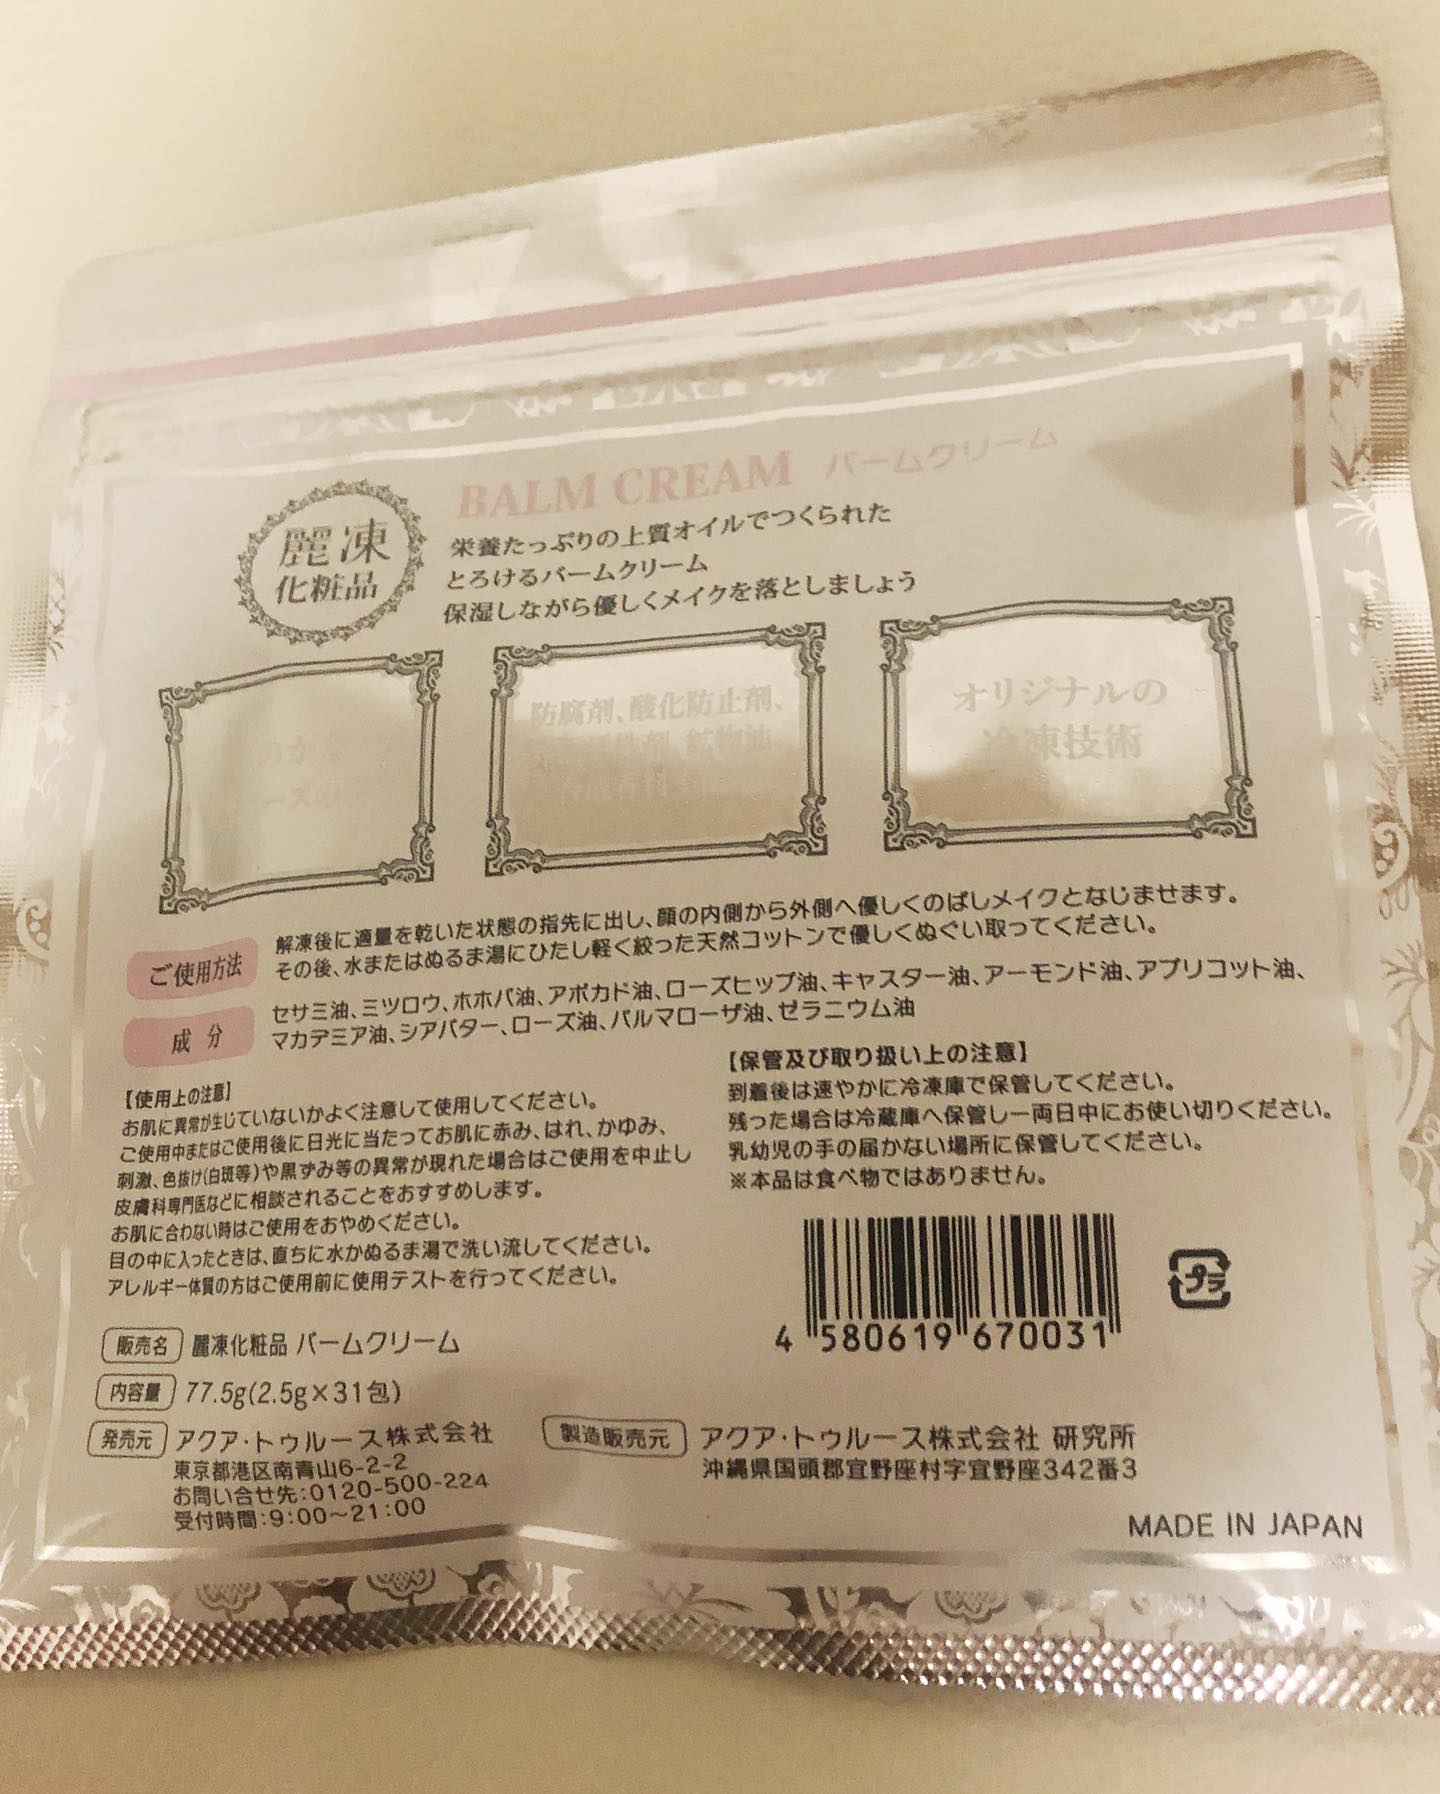 麗凍
化粧品
BALM CREAM バームクリーム
栄養たっぷりの上質オイルでつくられた
とろけるバームクリーム
保湿しながら優しくメイクを落としましょう
防腐剤、酸化防止剤、
オリジナルの
冷凍技術
ご使用方法
解凍後に適量を乾いた状態の指先に出し、顔の内側から外側へ優しくのばしメイクとなじませます。
その後、水またはぬるま湯にひたし軽く絞った天然コットンで優しくぬぐい取ってください。
成分
セサミ油、ミツロウ、ホホバ油、アボカド油、ローズヒップ油、キャスター油、アーモンド油、アプリコット油、
マカデミア油、シアバター、ローズ油、パルマローザ油、ゼラニウム油
【使用上の注意】
お肌に異常が生じていないかよく注意して使用してください。
ご使用中またはご使用後に日光に当たってお肌に赤み、はれ、かゆみ、
刺激、色抜け(白斑等)や黒ずみ等の異常が現れた場合はご使用を中止し
皮膚科専門医などに相談されることをおすすめします。
お肌に合わない時はご使用をおやめください。
目の中に入ったときは、直ちに水かぬるま湯で洗い流してください。
アレルギー体質の方はご使用前に使用テストを行ってください。
【保管及び取り扱い上の注意】
到着後は速やかに冷凍庫で保管してください。
残った場合は冷蔵庫へ保管し一両日中にお使い切りください。
乳幼児の手の届かない場所に保管してください。
※本品は食べ物ではありません。
4 580619 670031
プラ
販売名 麗凍化粧品 バームクリーム
内容量 77.5g(2.5g×31包)
発売元 アクア・トゥルース株式会社
東京都港区南青山6-2-2
お問い合せ先:0120-500-224
受付時間:9:00～21:00
製造販売元 アクア・トゥルース株式会社 研究所
沖縄県国頭郡宜野座村字宜野座342番3
MADE IN JAPAN